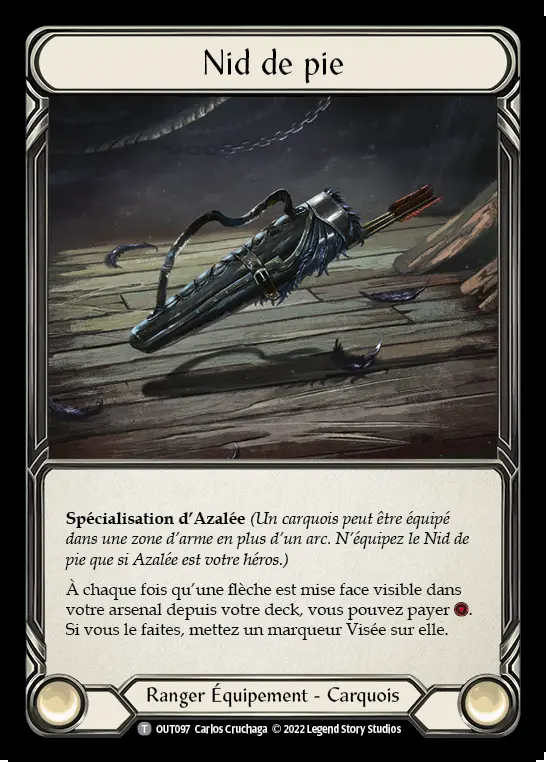 Nid de pie
Spécialisation d’Azalée (Un carquois peut être équipé
dans une zone d’arme en plus d’un arc. N’équipez le Nid de
pie que si Azalée est votre héros.)
À chaque fois qu’une flèche est mise face visible dans
votre arsenal depuis votre deck, vous pouvez payer .
Si vous le faites, mettez un marqueur Visée sur elle.
Ranger Équipement - Carquois
T OUT097 Carlos Cruchaga © 2022 Legend Story Studios